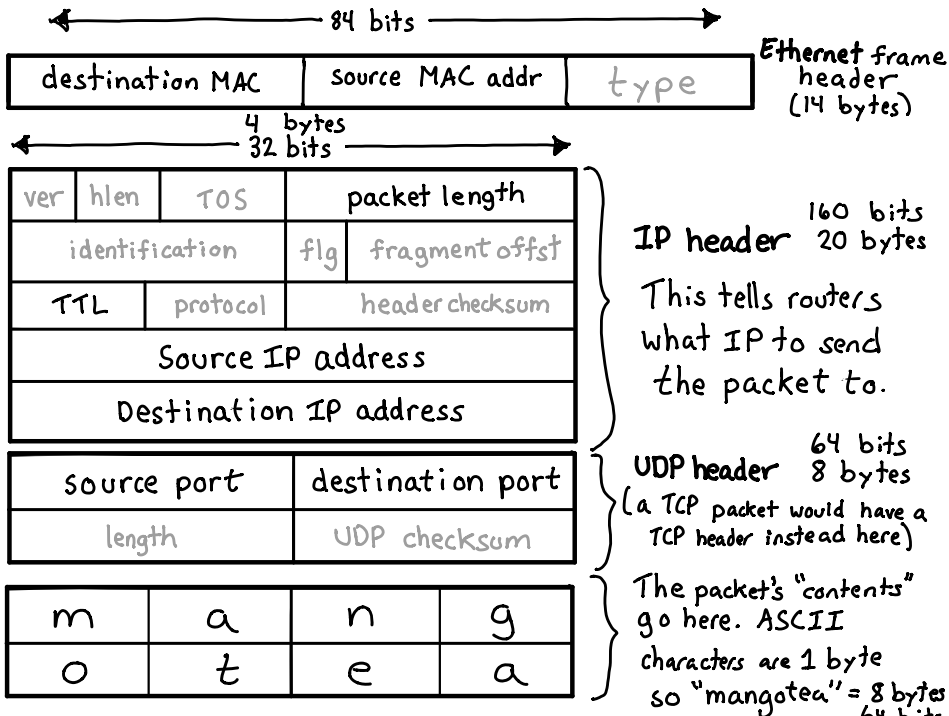 84 bits
destination MAC source MAC addr type
Ethernet frame
header
(14 bytes)
4 bytes
32 bits
ver hlen TOS packet length
identification flg fragment offst
TTL protocol header checksum
Source IP address
Destination IP address
IP header 160 bits
20 bytes
This tells routers
what IP to send
the packet to.
source port destination port
length UDP checksum
UDP header 64 bits
8 bytes
(a TCP packet would have a
TCP header instead here)
m a n g
o t e a
The packet's "contents"
go here. ASCII
characters are 1 byte
so "mangotea" = 8 bytes
64 bits